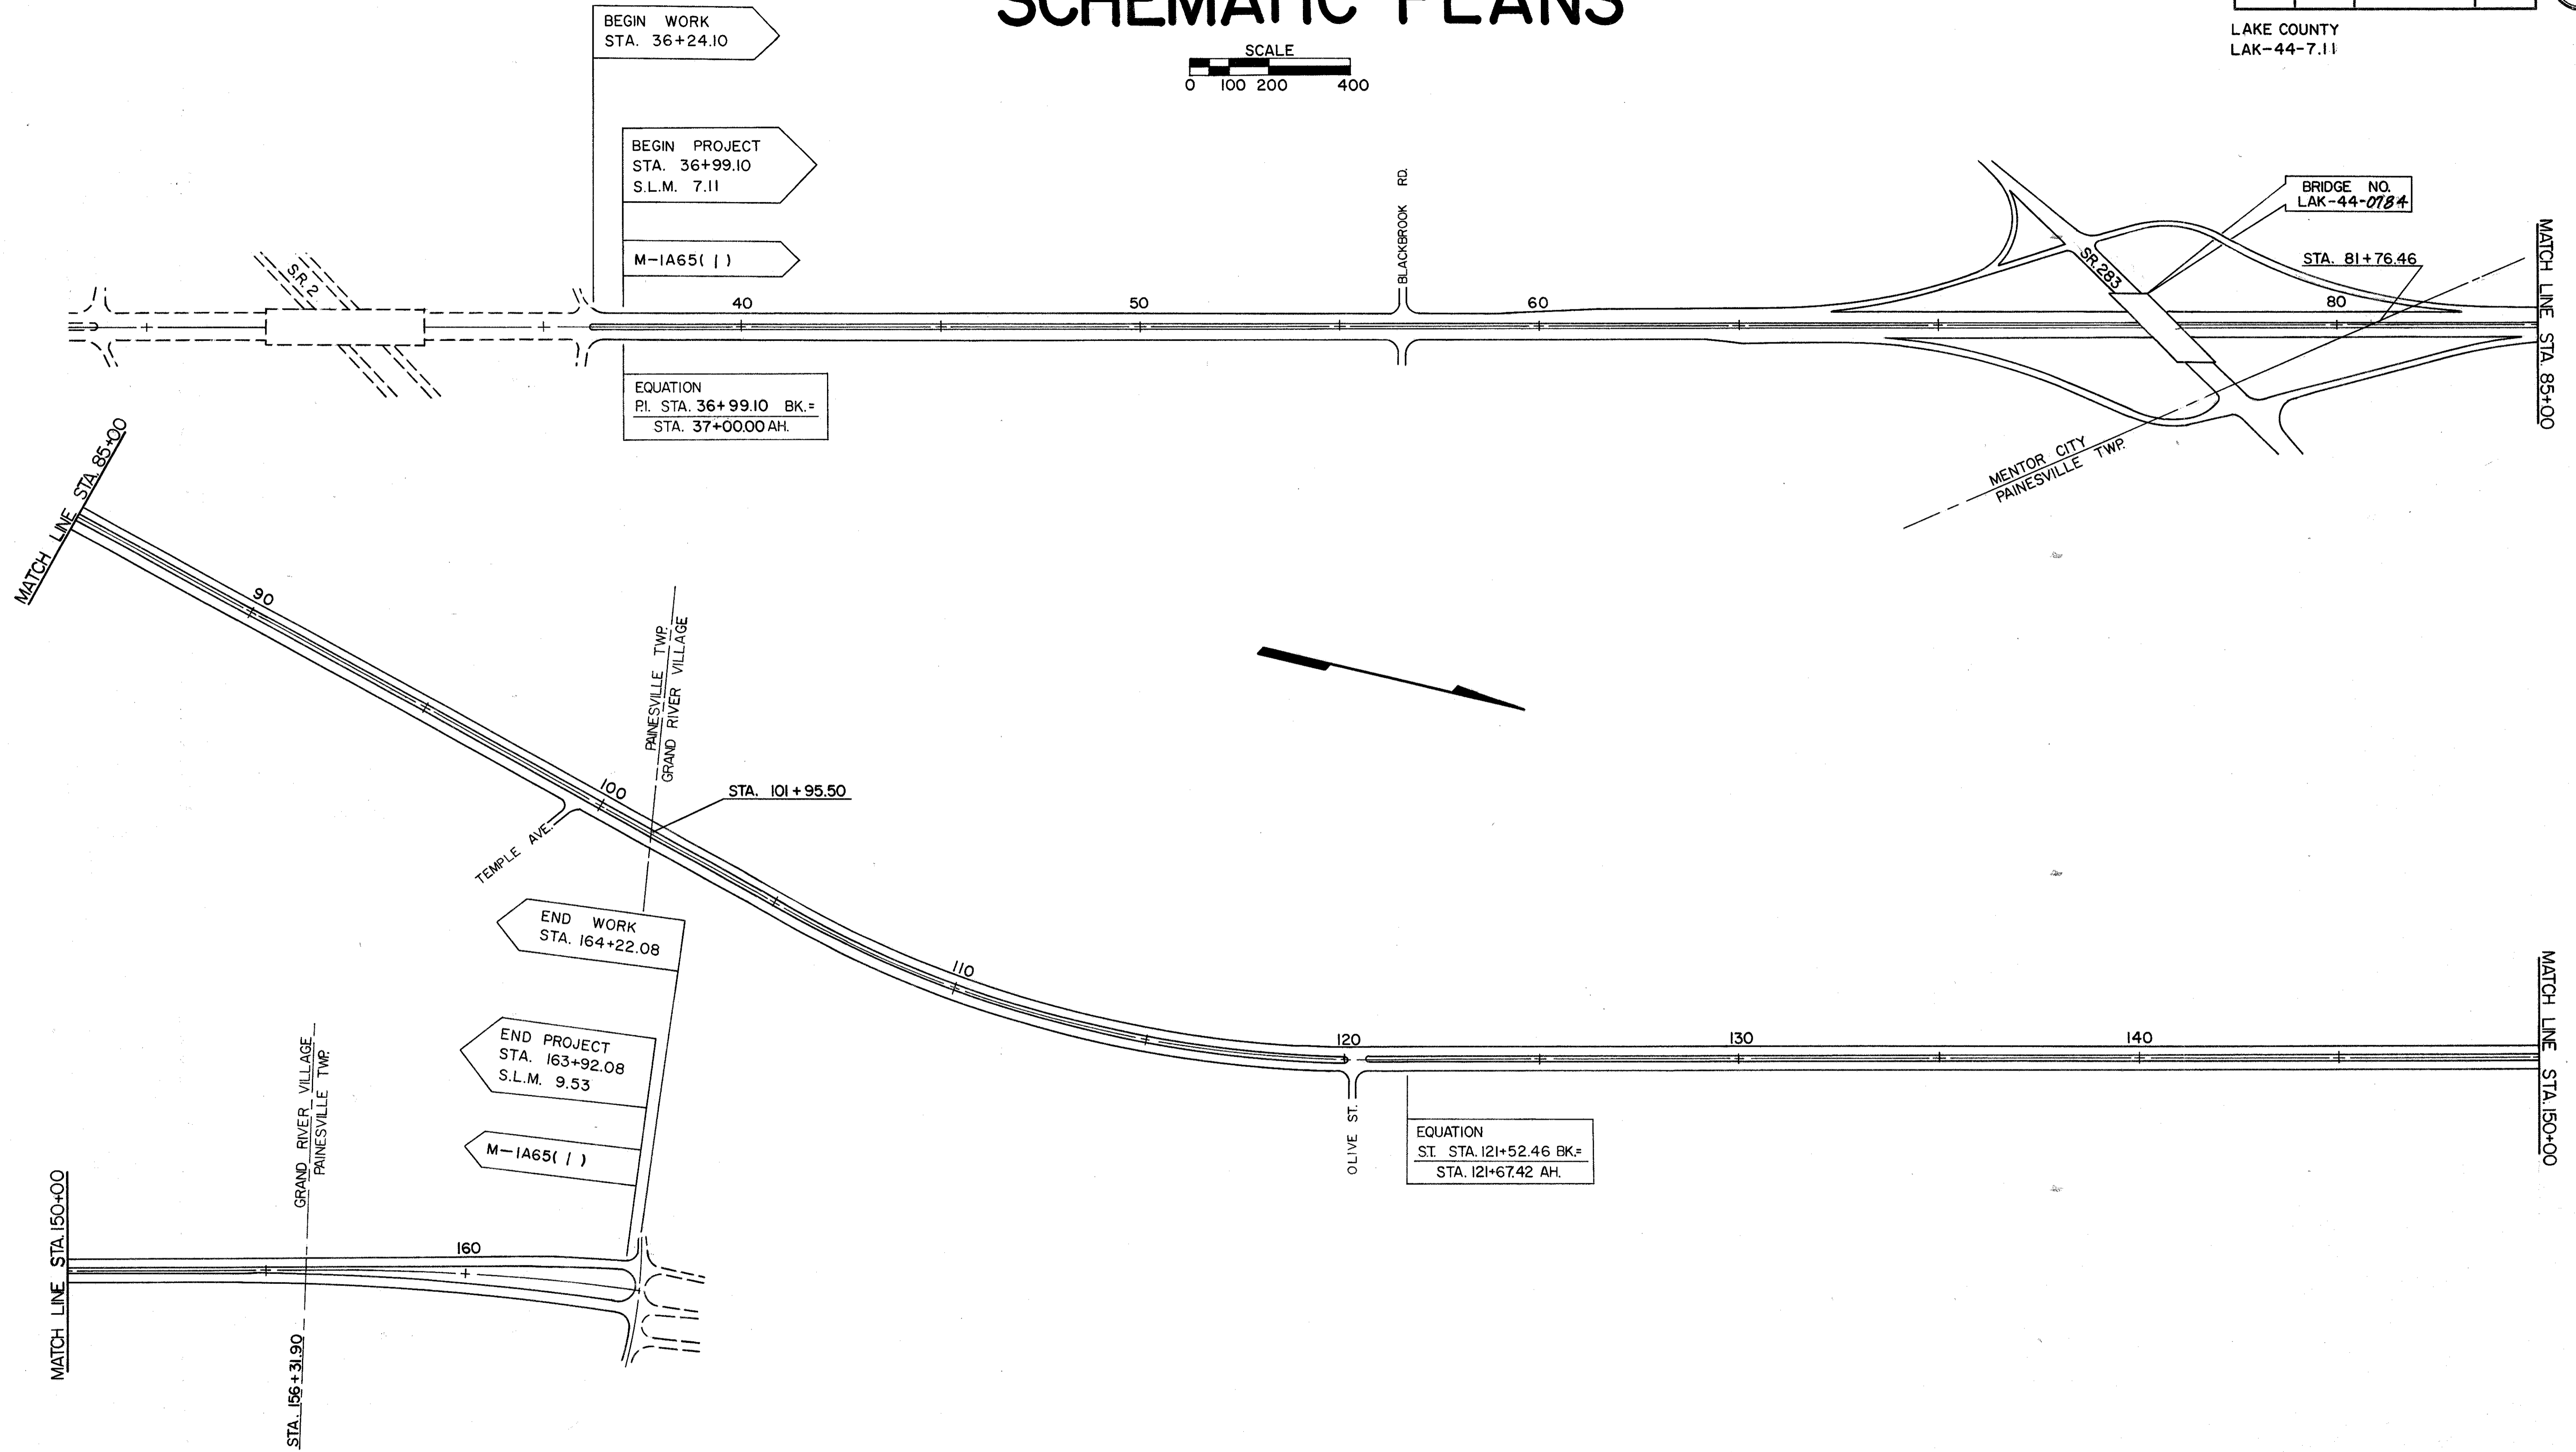 SCHEMATIC PLANS
SCALE
0 100 200 400
LAKE COUNTY
LAK-44-7.11
BEGIN WORK
STA. 36+24.10
BEGIN PROJECT
STA. 36+99.10
S.L.M. 7.11
M-1A65( 1 )
S.R. 2
40
50
60
80
BLACKBROOK RD.
SR. 283
BRIDGE NO.
LAK-44-0784
STA. 81+76.46
MATCH LINE STA. 85+00
EQUATION
P.I. STA. 36+99.10 BK.=
STA. 37+00.00 AH.
MENTOR CITY
PAINESVILLE TWP.
MATCH LINE STA. 85+00
90
100
110
PAINESVILLE TWP.
GRAND RIVER VILLAGE
STA. 101+95.50
TEMPLE AVE.
120
130
140
OLIVE ST.
EQUATION
S.T. STA. 121+52.46 BK.=
STA. 121+67.42 AH.
MATCH LINE STA. 150+00
END WORK
STA. 164+22.08
END PROJECT
STA. 163+92.08
S.L.M. 9.53
M-1A65( 1 )
GRAND RIVER VILLAGE
PAINESVILLE TWP.
MATCH LINE STA. 150+00
160
STA. 156+31.90